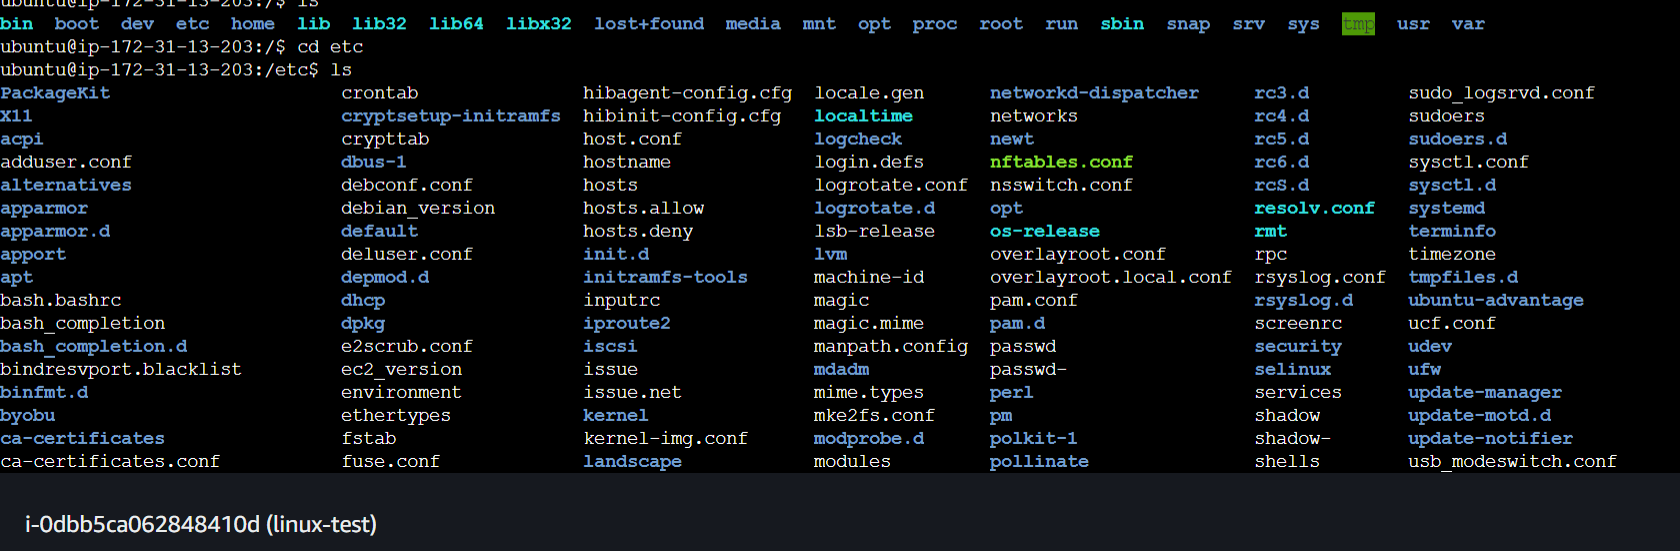 ubuntu@ip-172-31-13-203:/$ ls
bin boot dev etc home lib lib32 lib64 libx32 lost+found media mnt opt proc root run sbin snap srv sys tmp usr var
ubuntu@ip-172-31-13-203:/$ cd etc
ubuntu@ip-172-31-13-203:/etc$ ls
PackageKit crontab hibagent-config.cfg locale.gen networkd-dispatcher rc3.d sudo_logsrvd.conf
X11 cryptsetup-initramfs hibinit-config.cfg localtime networks rc4.d sudoers
acpi crypttab host.conf logcheck newt rc5.d sudoers.d
adduser.conf dbus-1 hostname login.defs nftables.conf rc6.d sysctl.conf
alternatives debconf.conf hosts logrotate.conf nsswitch.conf rcS.d sysctl.d
apparmor debian_version hosts.allow logrotate.d opt resolv.conf systemd
apparmor.d default hosts.deny lsb-release os-release rmt terminfo
apport deluser.conf init.d lvm overlayroot.conf rpc timezone
apt depmod.d initramfs-tools machine-id overlayroot.local.conf rsyslog.conf tmpfiles.d
bash.bashrc dhcp inputrc magic pam.conf rsyslog.d ubuntu-advantage
bash_completion dpkg iproute2 magic.mime pam.d screenrc ucf.conf
bash_completion.d e2scrub.conf iscsi manpath.config passwd security udev
bindresvport.blacklist ec2_version issue mdadm passwd- selinux ufw
binfmt.d environment issue.net mime.types perl services update-manager
byobu ethertypes kernel mke2fs.conf pm shadow update-motd.d
ca-certificates fstab kernel-img.conf modprobe.d polkit-1 shadow- update-notifier
ca-certificates.conf fuse.conf landscape modules pollinate shells usb_modeswitch.conf
i-0dbb5ca062848410d (linux-test)